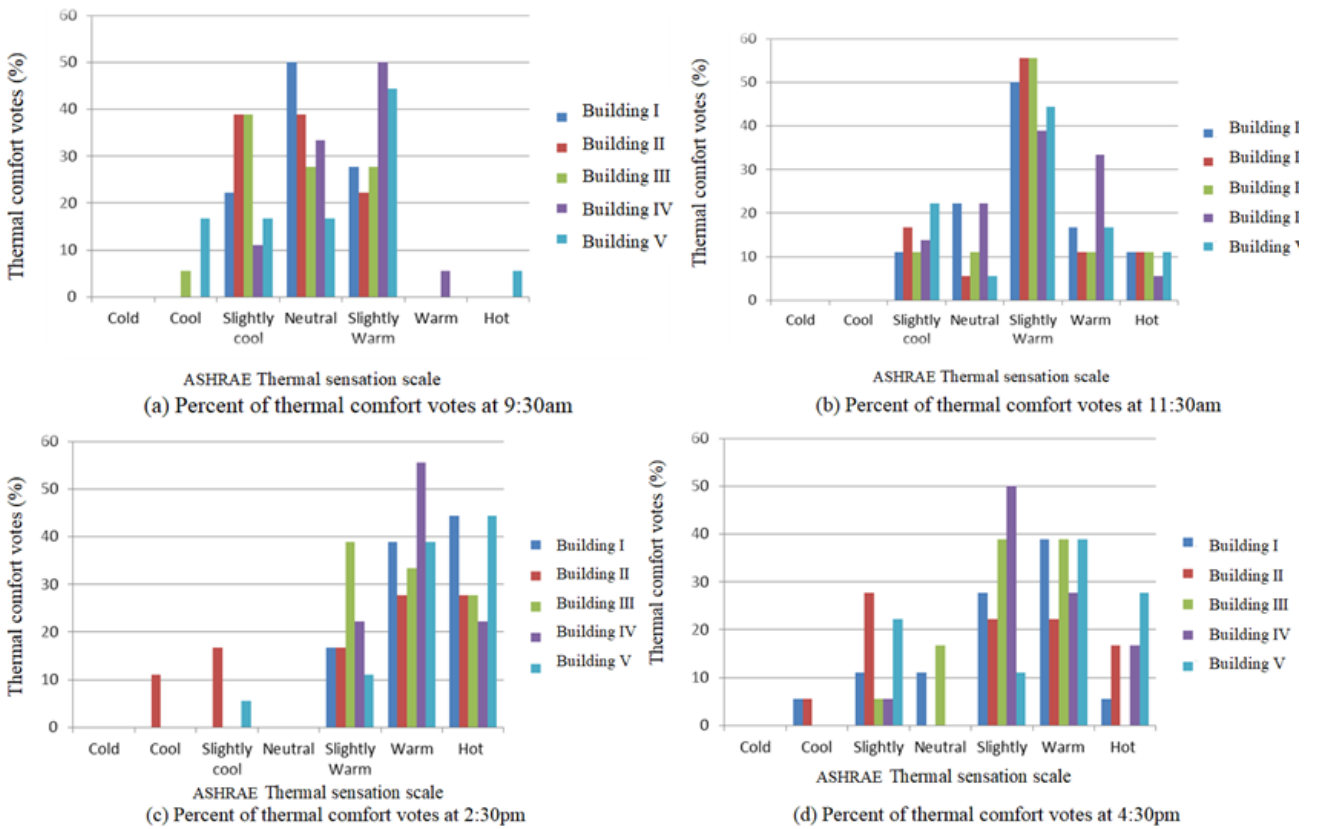 Thermal comfort votes (%)
60
50
40
30
20
10
0
Cold Cool Slightly cool Neutral Slightly Warm Warm Hot
Building I
Building II
Building III
Building IV
Building V
ASHRAE Thermal sensation scale
(a) Percent of thermal comfort votes at 9:30am
Thermal comfort votes (%)
60
50
40
30
20
10
0
Cold Cool Slightly cool Neutral Slightly Warm Warm Hot
Building I
Building I
Building I
Building I
Building
ASHRAE Thermal sensation scale
(b) Percent of thermal comfort votes at 11:30am
Thermal comfort votes (%)
60
50
40
30
20
10
0
Cold Cool Slightly cool Neutral Slightly Warm Warm Hot
Building I
Building II
Building III
Building IV
Building V
ASHRAE Thermal sensation scale
(c) Percent of thermal comfort votes at 2:30pm
Thermal comfort votes (%)
60
50
40
30
20
10
0
Cold Cool Slightly Neutral Slightly Warm Hot
Building I
Building II
Building III
Building IV
Building V
ASHRAE Thermal sensation scale
(d) Percent of thermal comfort votes at 4:30pm